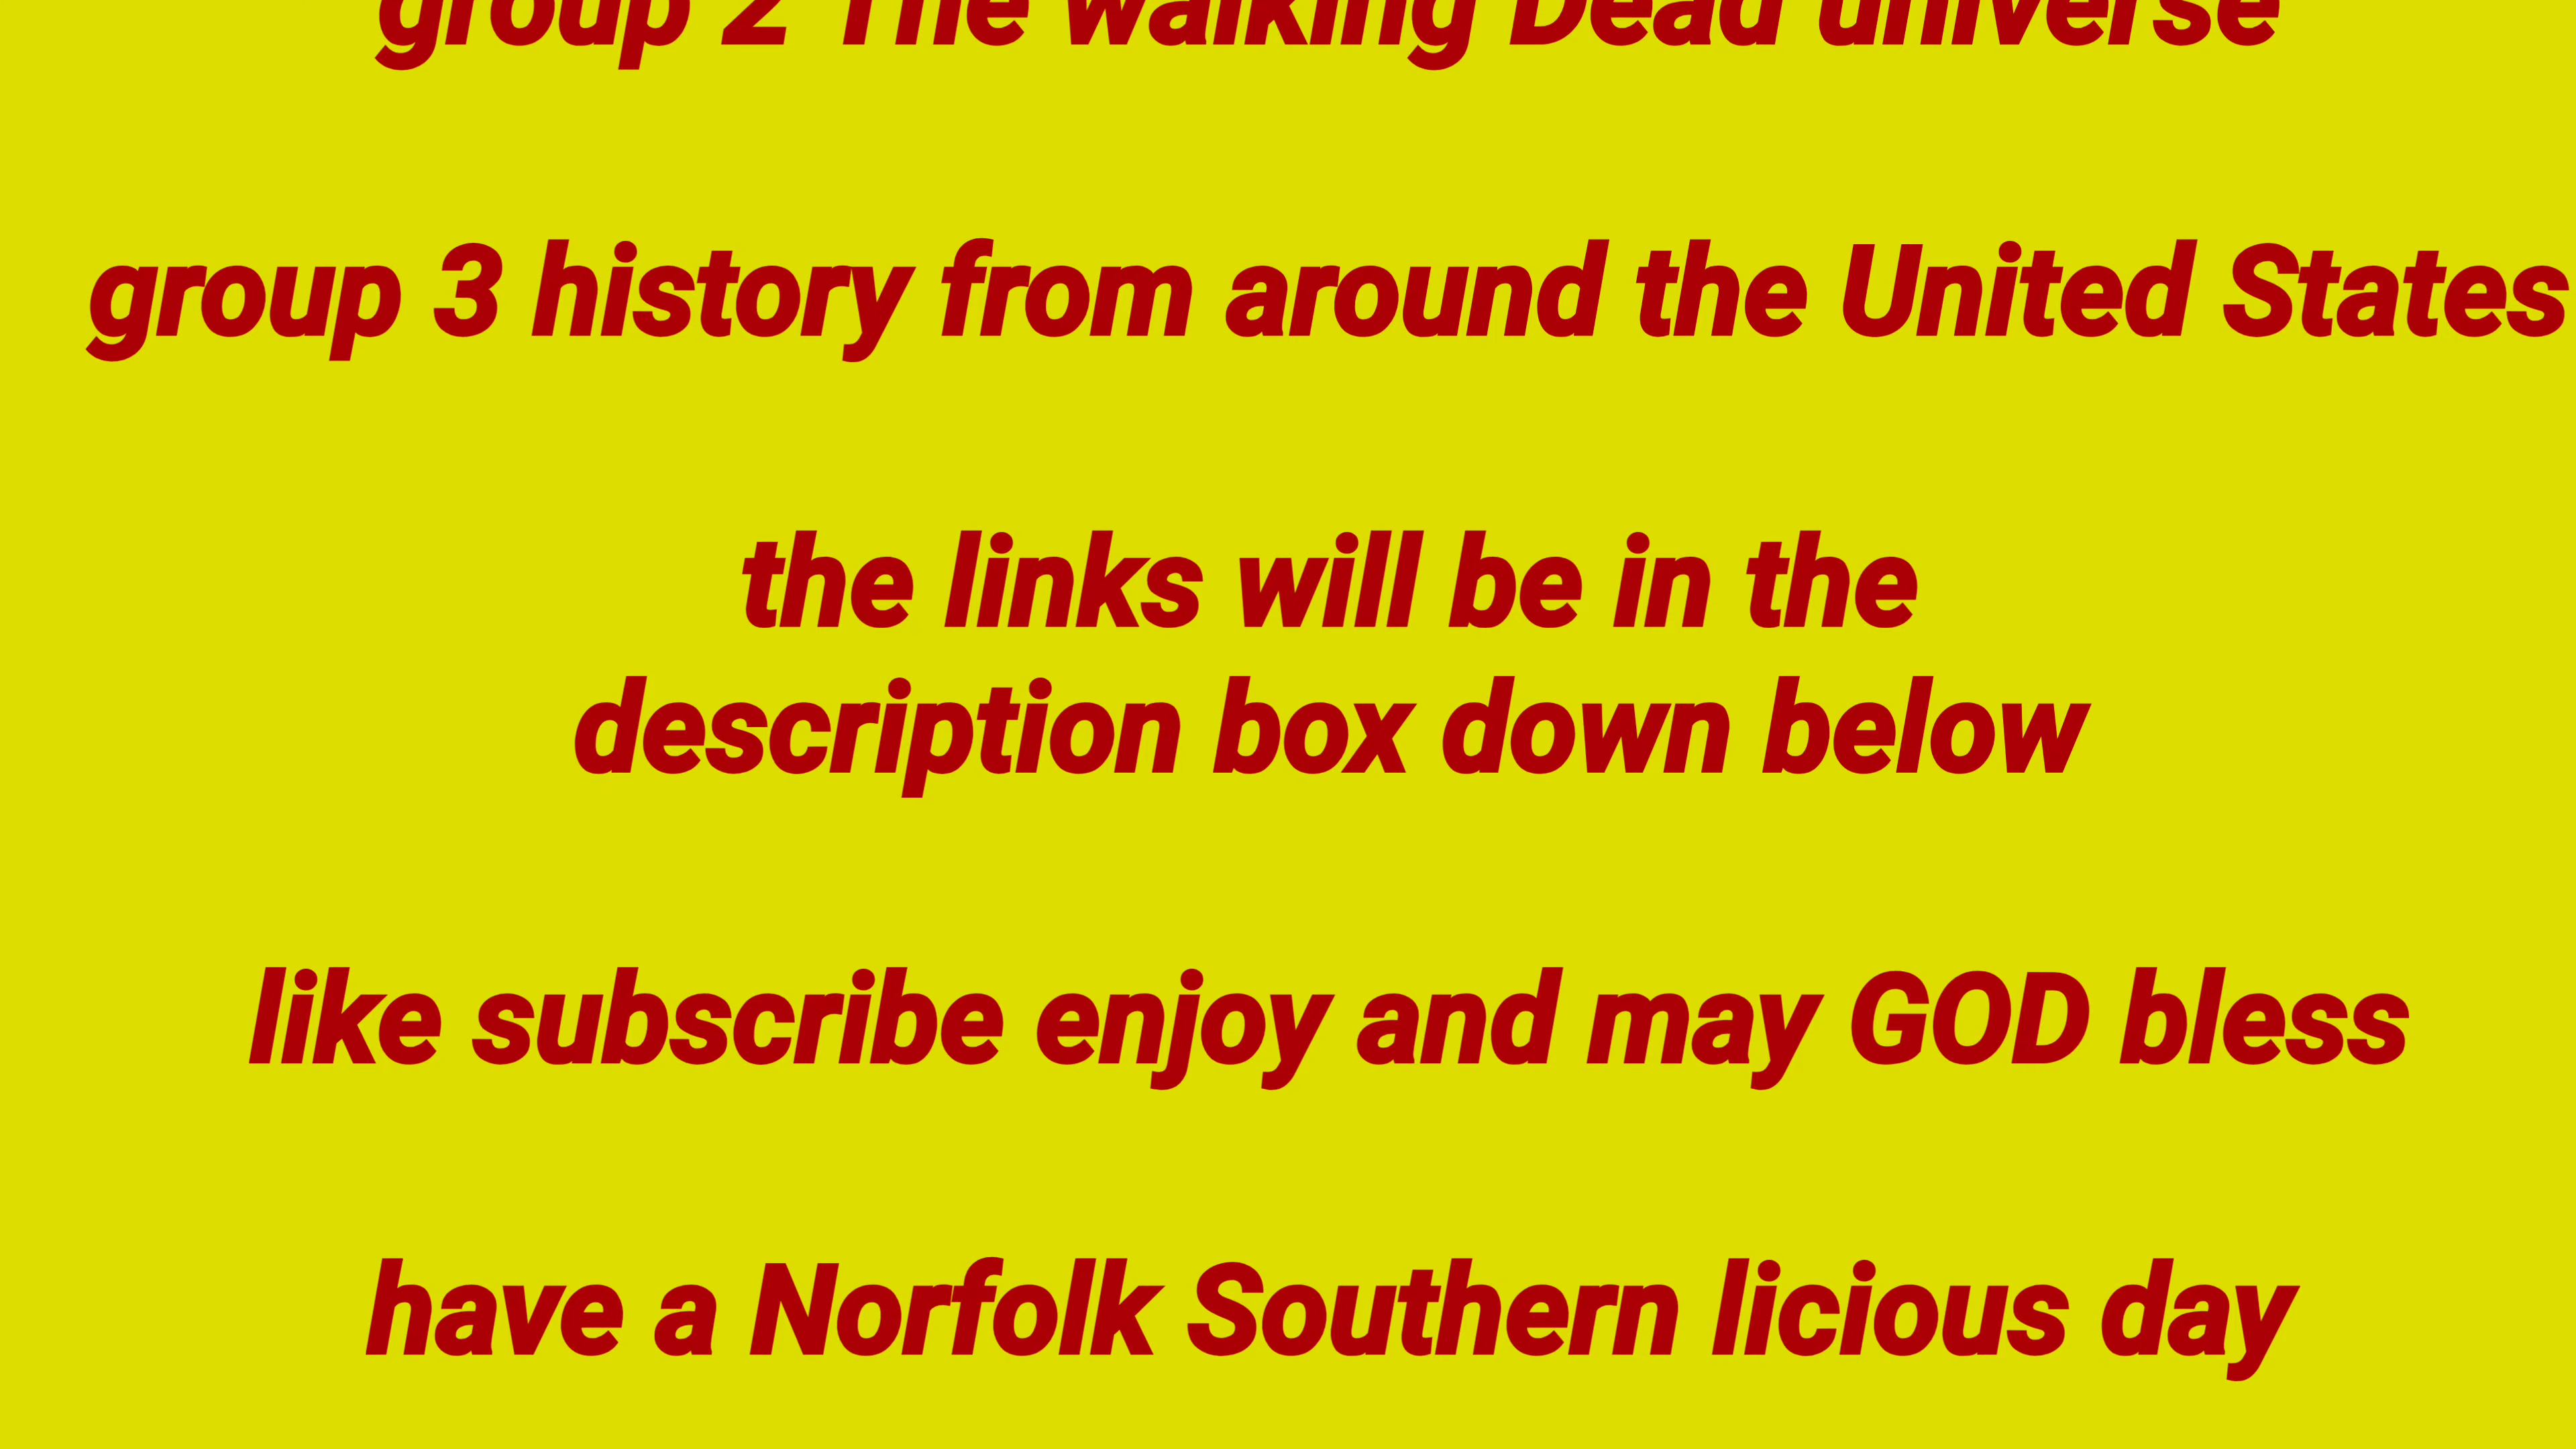 group 2 The walking Dead universe
group 3 history from around the United States
the links will be in the
description box down below
like subscribe enjoy and may GOD bless
have a Norfolk Southern licious day